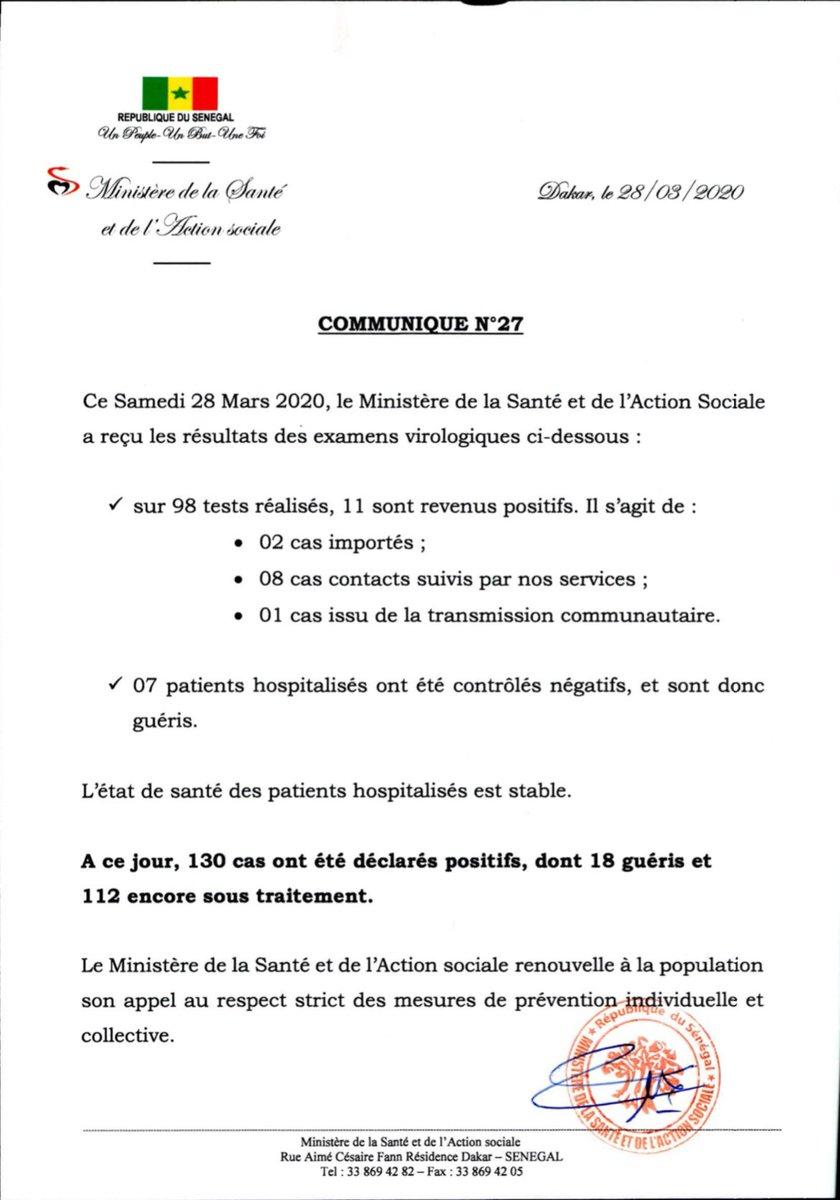 REPUBLIQUE DU SENEGAL
Un Peuple-Un But-Une Foi
Ministère de la Santé
et de l'Action sociale
Dakar, le 28/03/2020
COMMUNIQUE N°27
Ce Samedi 28 Mars 2020, le Ministère de la Santé et de l'Action Sociale
a reçu les résultats des examens virologiques ci-dessous :
✓ sur 98 tests réalisés, 11 sont revenus positifs. Il s'agit de :
• 02 cas importés ;
• 08 cas contacts suivis par nos services ;
• 01 cas issu de la transmission communautaire.
✓ 07 patients hospitalisés ont été contrôlés négatifs, et sont donc
guéris.
L'état de santé des patients hospitalisés est stable.
A ce jour, 130 cas ont été déclarés positifs, dont 18 guéris et
112 encore sous traitement.
Le Ministère de la Santé et de l'Action sociale renouvelle à la population
son appel au respect strict des mesures de prévention individuelle et
collective.
★ République du Sénégal ★
MINISTÈRE DE LA SANTÉ ET DE L'ACTION SOCIALE
Ministère de la Santé et de l'Action sociale
Rue Aimé Césaire Fann Résidence Dakar – SENEGAL
Tel : 33 869 42 82 – Fax : 33 869 42 05